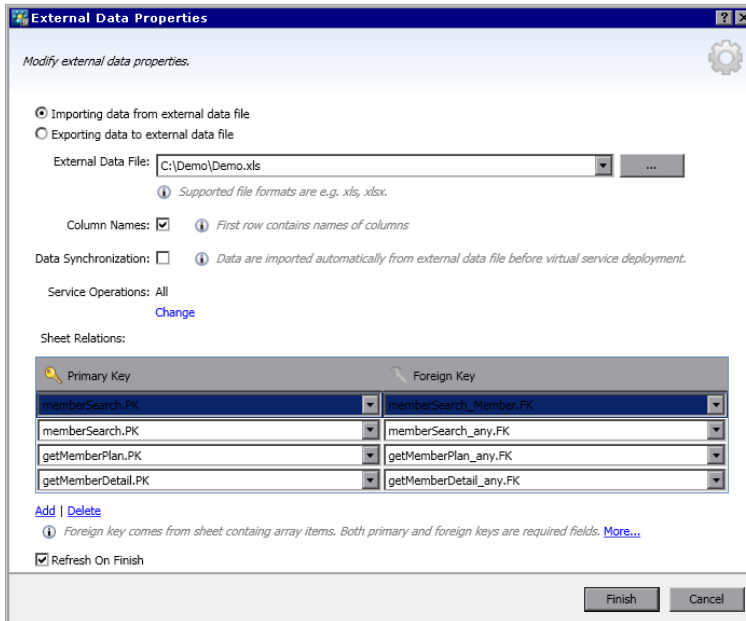 External Data Properties
Modify external data properties.
Importing data from external data file
Exporting data to external data file
External Data File: C:\Demo\Demo.xls ...
Supported file formats are e.g. xls, xlsx.
Column Names: First row contains names of columns
Data Synchronization: Data are imported automatically from external data file before virtual service deployment.
Service Operations: All
Change
Sheet Relations:
Primary Key Foreign Key
memberSearch.PK memberSearch_Member.FK
memberSearch.PK memberSearch_any.FK
getMemberPlan.PK getMemberPlan_any.FK
getMemberDetail.PK getMemberDetail_any.FK
Add | Delete
Foreign key comes from sheet containg array items. Both primary and foreign keys are required fields. More...
Refresh On Finish
Finish Cancel